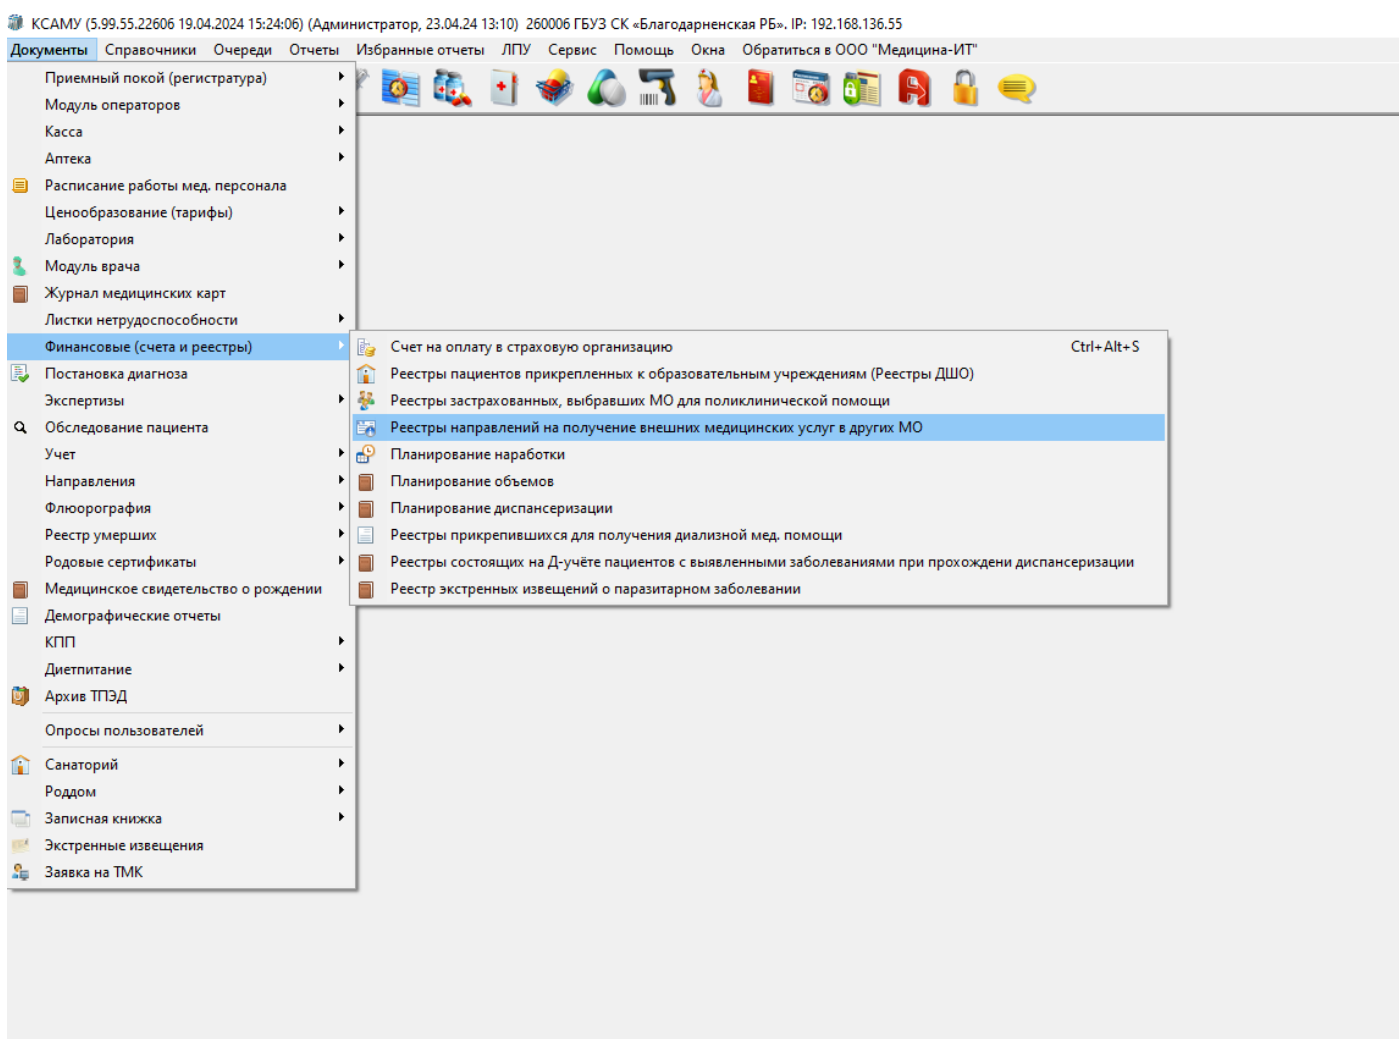 КСАМУ (5.99.55.22606 19.04.2024 15:24:06) (Администратор, 23.04.24 13:10) 260006 ГБУЗ СК «Благодарненская РБ». IP: 192.168.136.55
Документы Справочники Очереди Отчеты Избранные отчеты ЛПУ Сервис Помощь Окна Обратиться в ООО "Медицина-ИТ"
Приемный покой (регистратура)
Модуль операторов
Касса
Аптека
Расписание работы мед. персонала
Ценообразование (тарифы)
Лаборатория
Модуль врача
Журнал медицинских карт
Листки нетрудоспособности
Финансовые (счета и реестры)
Постановка диагноза
Экспертизы
Обследование пациента
Учет
Направления
Флюорография
Реестр умерших
Родовые сертификаты
Медицинское свидетельство о рождении
Демографические отчеты
КПП
Диетпитание
Архив ТПЭД
Опросы пользователей
Санаторий
Роддом
Записная книжка
Экстренные извещения
Заявка на ТМК
Счет на оплату в страховую организацию Ctrl+Alt+S
Реестры пациентов прикрепленных к образовательным учреждениям (Реестры ДШО)
Реестры застрахованных, выбравших МО для поликлинической помощи
Реестры направлений на получение внешних медицинских услуг в других МО
Планирование наработки
Планирование объемов
Планирование диспансеризации
Реестры прикрепившихся для получения диализной мед. помощи
Реестры состоящих на Д-учёте пациентов с выявленными заболеваниями при прохождени диспансеризации
Реестр экстренных извещений о паразитарном заболевании